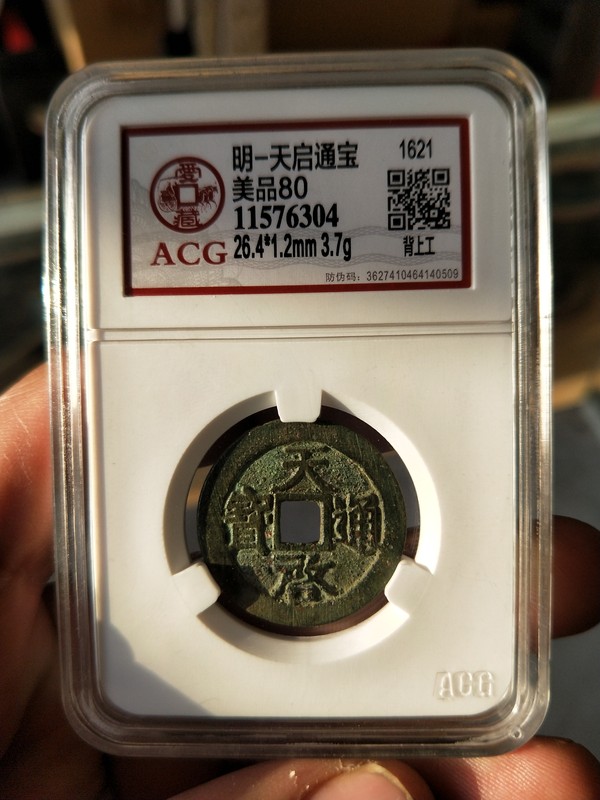 明-天启通宝
1621
美品80
11576304
ACG
26.4*1.2mm 3.7g
背上工
防伪码：3627410464140509
天
寶 通
啟
ACG